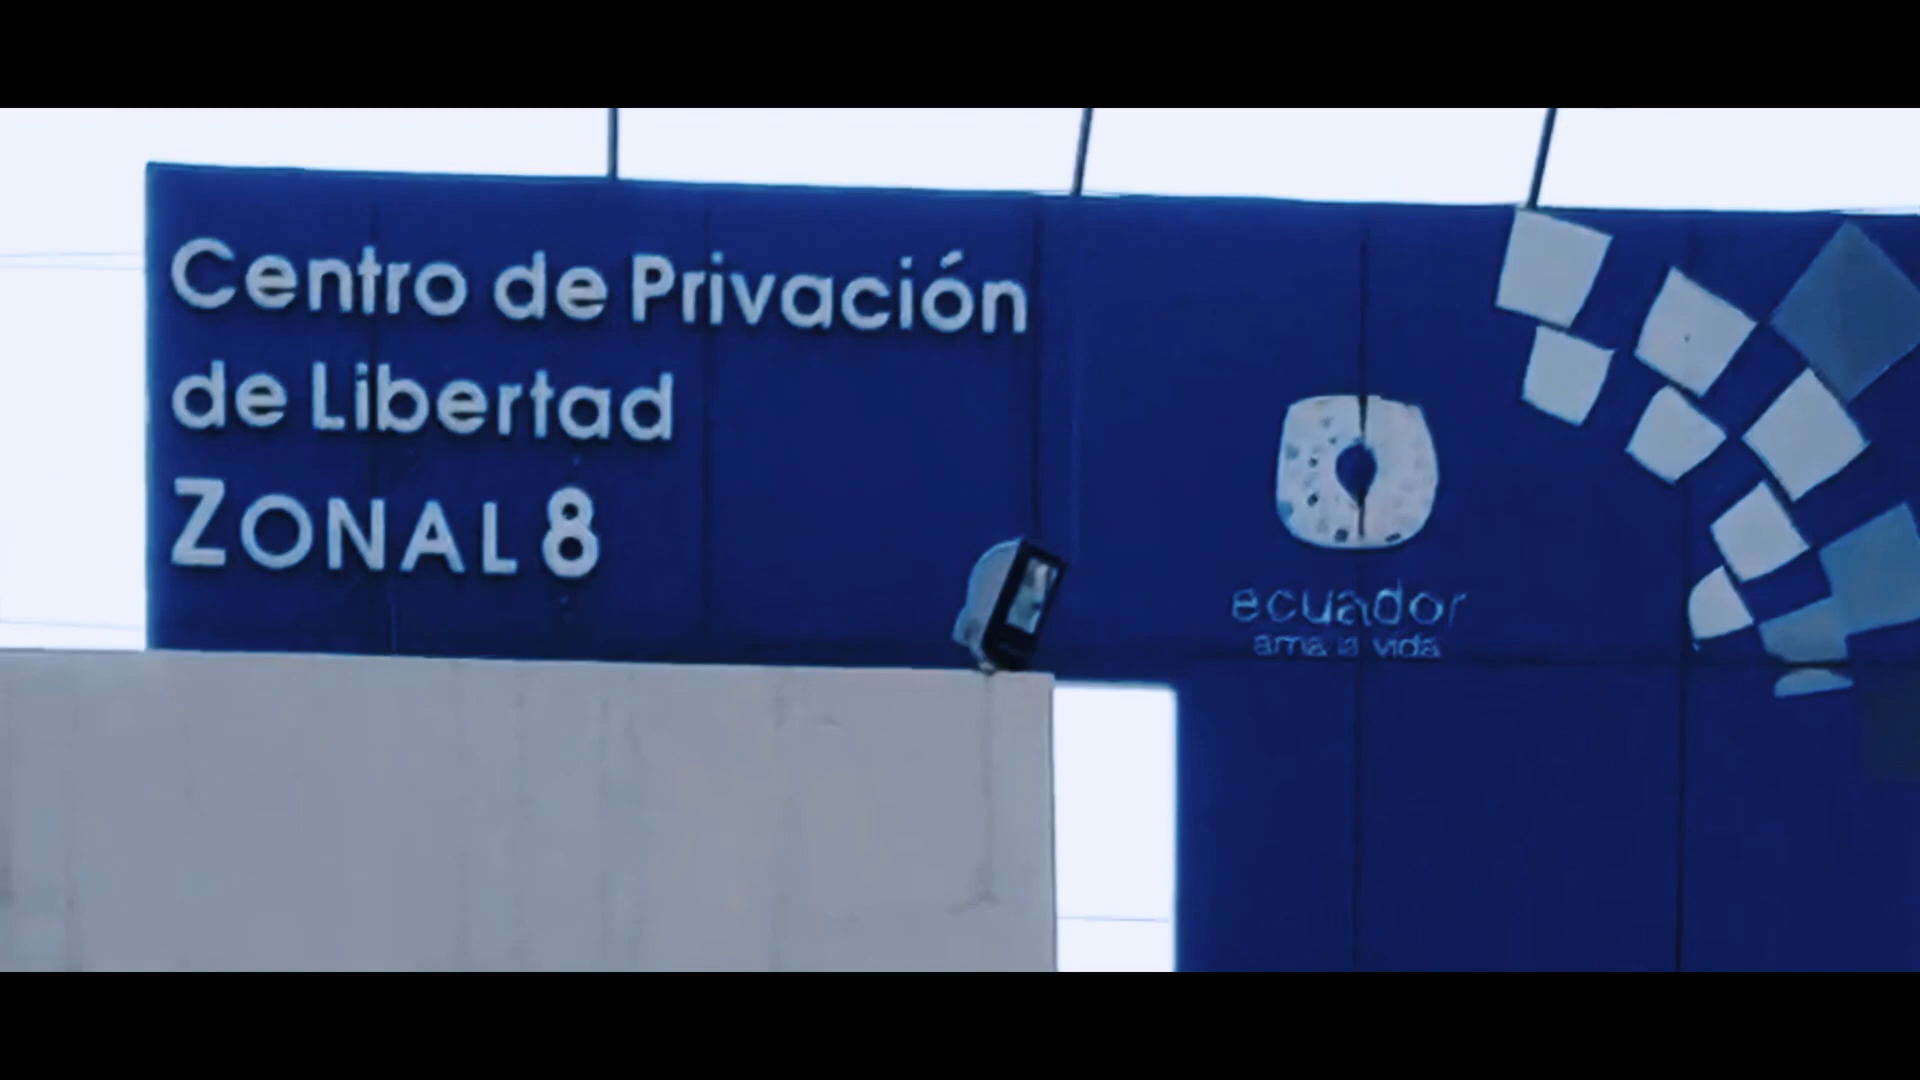 Centro de Privación
de Libertad
ZONAL 8
ecuador
ama la vida